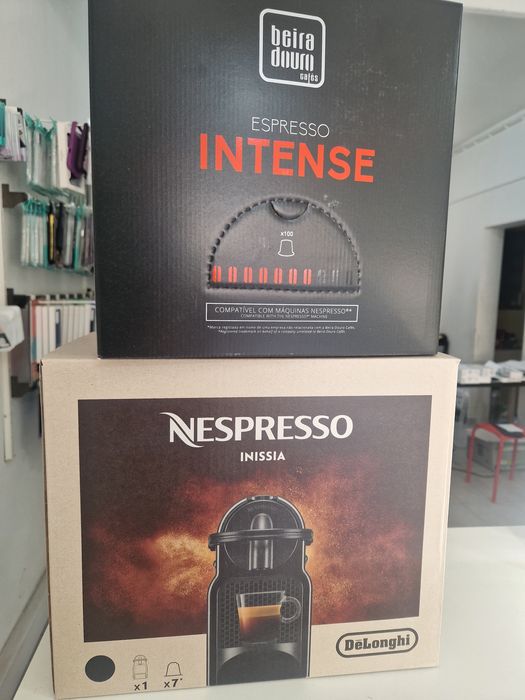 beira
douro
cafés
ESPRESSO
INTENSE
x100
COMPATÍVEL COM MÁQUINAS NESPRESSO®*
COMPATIBLE WITH THE NESPRESSO® MACHINE
NESPRESSO
INISSIA
DeLonghi
x1
x7*